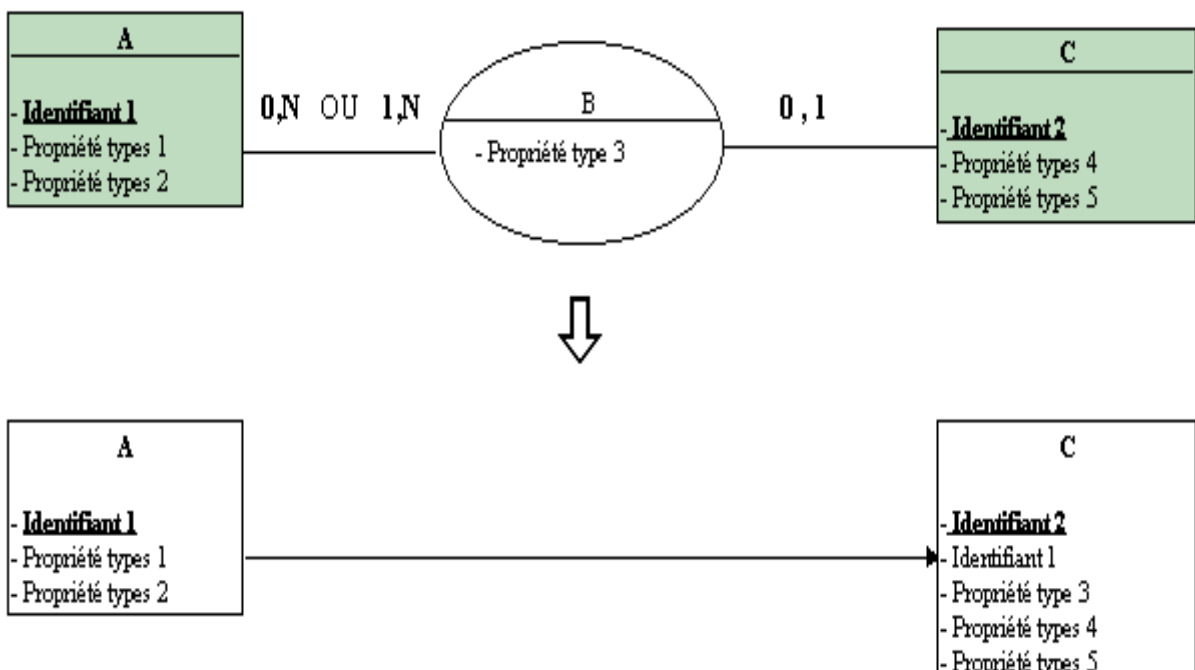 A
- Identifiant 1
- Propriété types 1
- Propriété types 2
0,N OU 1,N
B
- Propriété type 3
0 , 1
C
- Identifiant 2
- Propriété types 4
- Propriété types 5
A
- Identifiant 1
- Propriété types 1
- Propriété types 2
C
- Identifiant 2
- Identifiant 1
- Propriété type 3
- Propriété types 4
- Propriété types 5